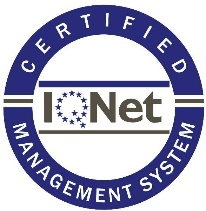 CERTIFIED
IQNet
MANAGEMENT SYSTEM